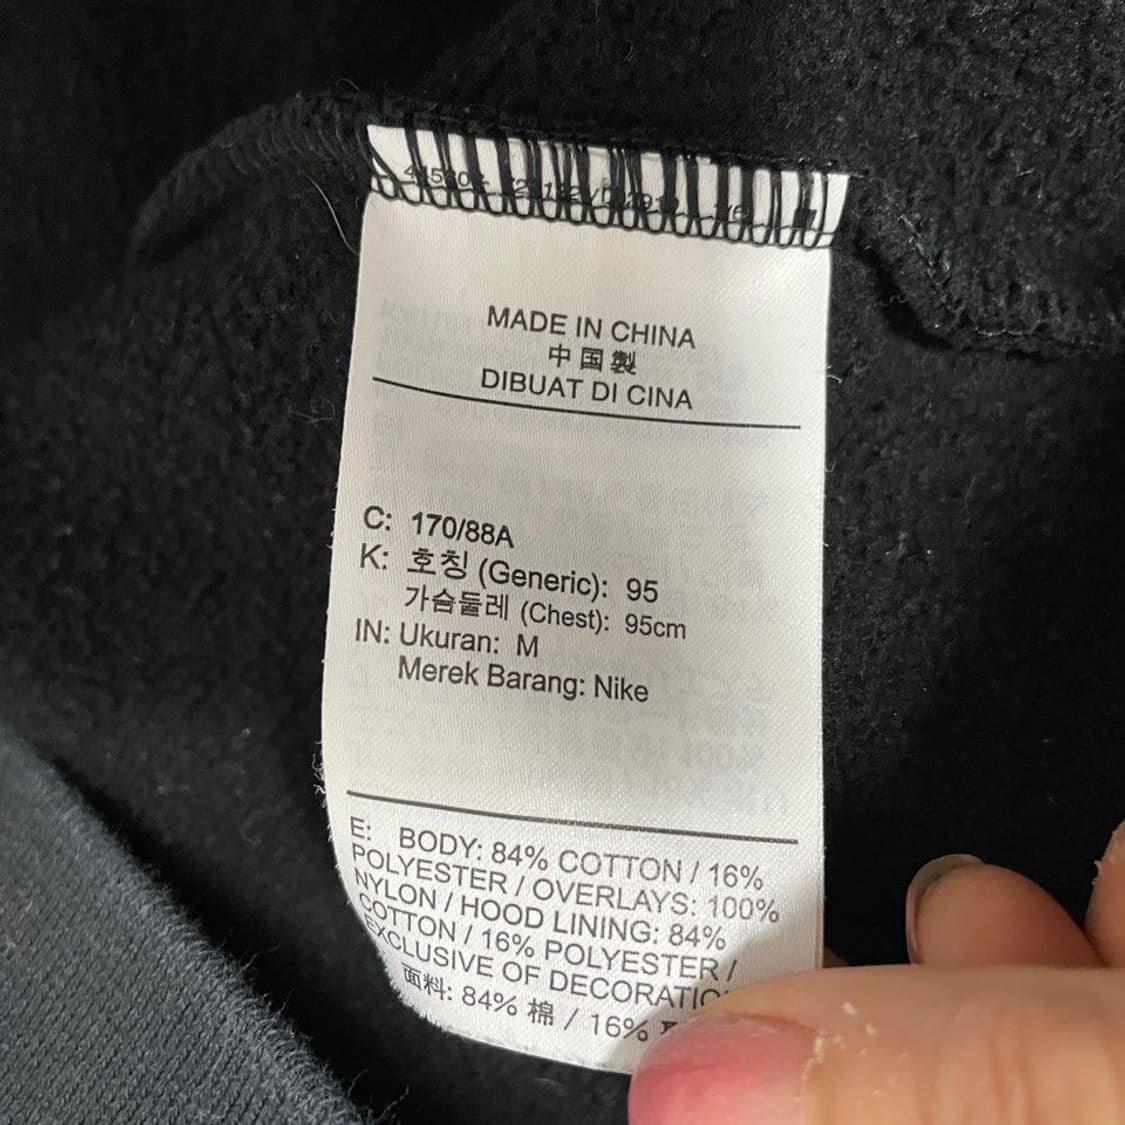 MADE IN CHINA
中国製
DIBUAT DI CINA
C: 170/88A
K: 호칭 (Generic): 95
가슴둘레 (Chest): 95cm
IN: Ukuran: M
Merek Barang: Nike
E: BODY: 84% COTTON / 16%
POLYESTER / OVERLAYS: 100%
NYLON / HOOD LINING: 84%
COTTON / 16% POLYESTER /
EXCLUSIVE OF DECORATIO
面料: 84% 棉 / 16%